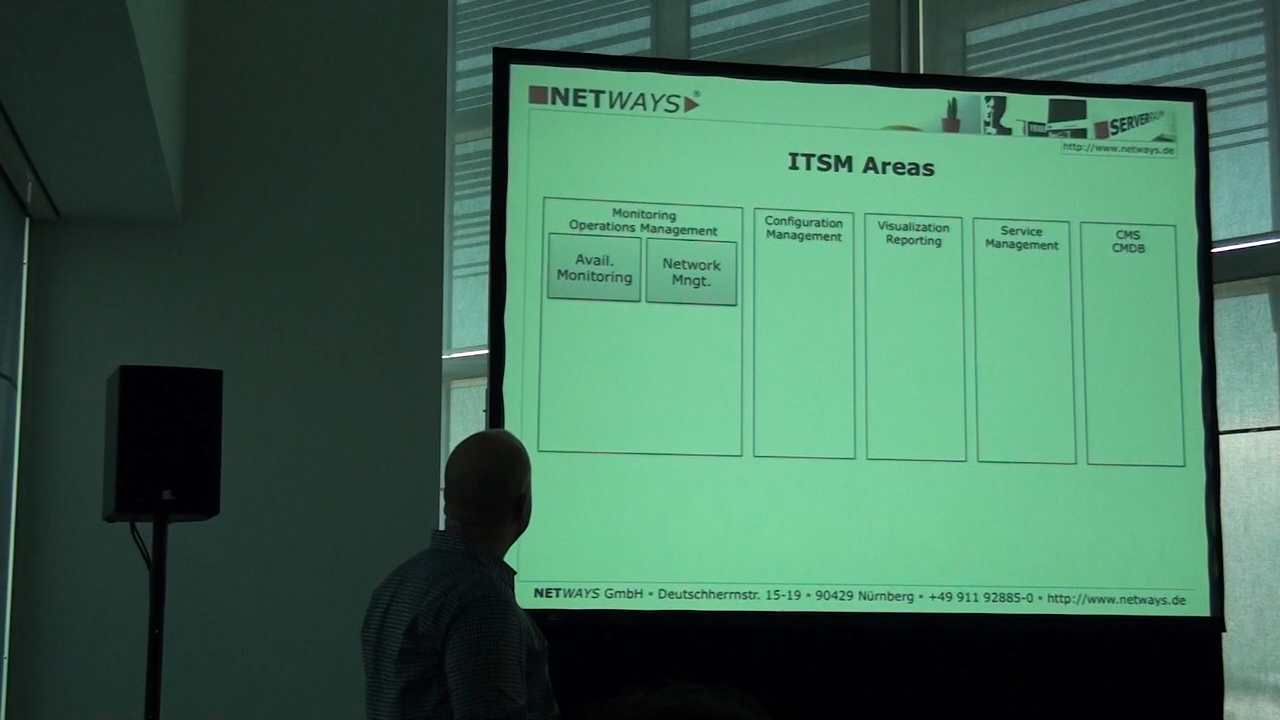 NETWAYS®
SERVER
http://www.netways.de
ITSM Areas
Monitoring
Operations Management
Avail.
Monitoring
Network
Mngt.
Configuration
Management
Visualization
Reporting
Service
Management
CMS
CMDB
NETWAYS GmbH • Deutschherrnstr. 15-19 • 90429 Nürnberg • +49 911 92885-0 • http://www.netways.de